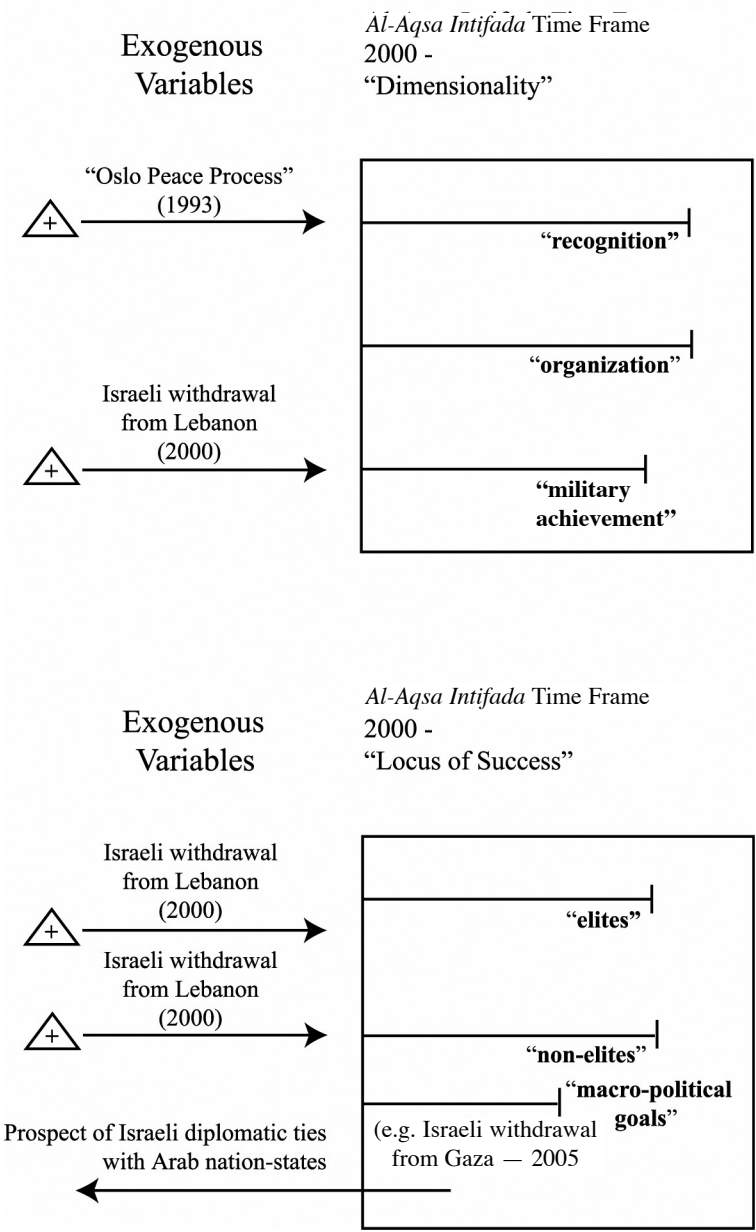 Exogenous
Variables
Al-Aqsa Intifada Time Frame
2000 -
“Dimensionality”
“Oslo Peace Process”
(1993)
+
“recognition”
“organization”
Israeli withdrawal
from Lebanon
(2000)
+
“military
achievement”
Exogenous
Variables
Al-Aqsa Intifada Time Frame
2000 -
“Locus of Success”
Israeli withdrawal
from Lebanon
(2000)
+
“elites”
Israeli withdrawal
from Lebanon
(2000)
+
“non-elites”
“macro-political
goals”
(e.g. Israeli withdrawal
from Gaza — 2005
Prospect of Israeli diplomatic ties
with Arab nation-states